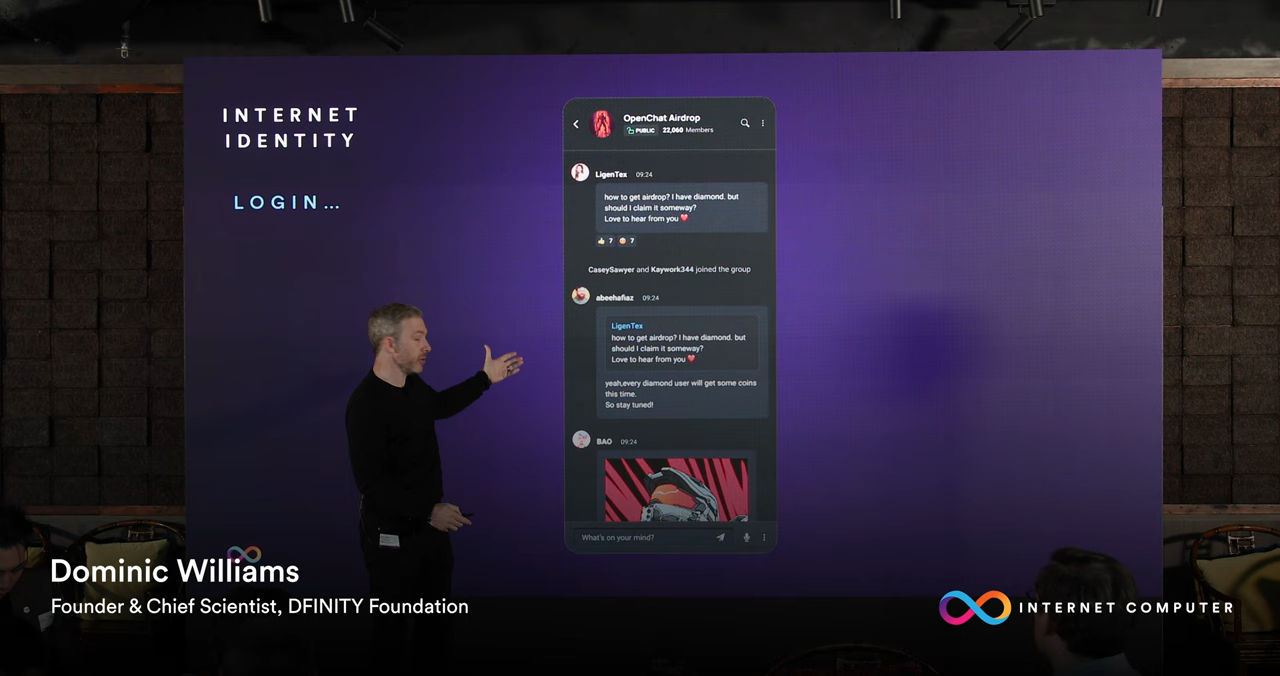 INTERNET
IDENTITY
LOGIN...
OpenChat Airdrop
PUBLIC 22,060 Members
LigenTex 09:24
how to get airdrop? I have diamond. but
should I claim it someway?
Love to hear from you ❤️
👍 7 7
CaseySawyer and Kaywork344 joined the group
abeehafiaz 09:24
LigenTex
how to get airdrop? I have diamond. but
should I claim it someway?
Love to hear from you ❤️
yeah,every diamond user will get some coins
this time.
So stay tuned!
BAO 09:24
What's on your mind?
Dominic Williams
Founder & Chief Scientist, DFINITY Foundation
INTERNET COMPUTER